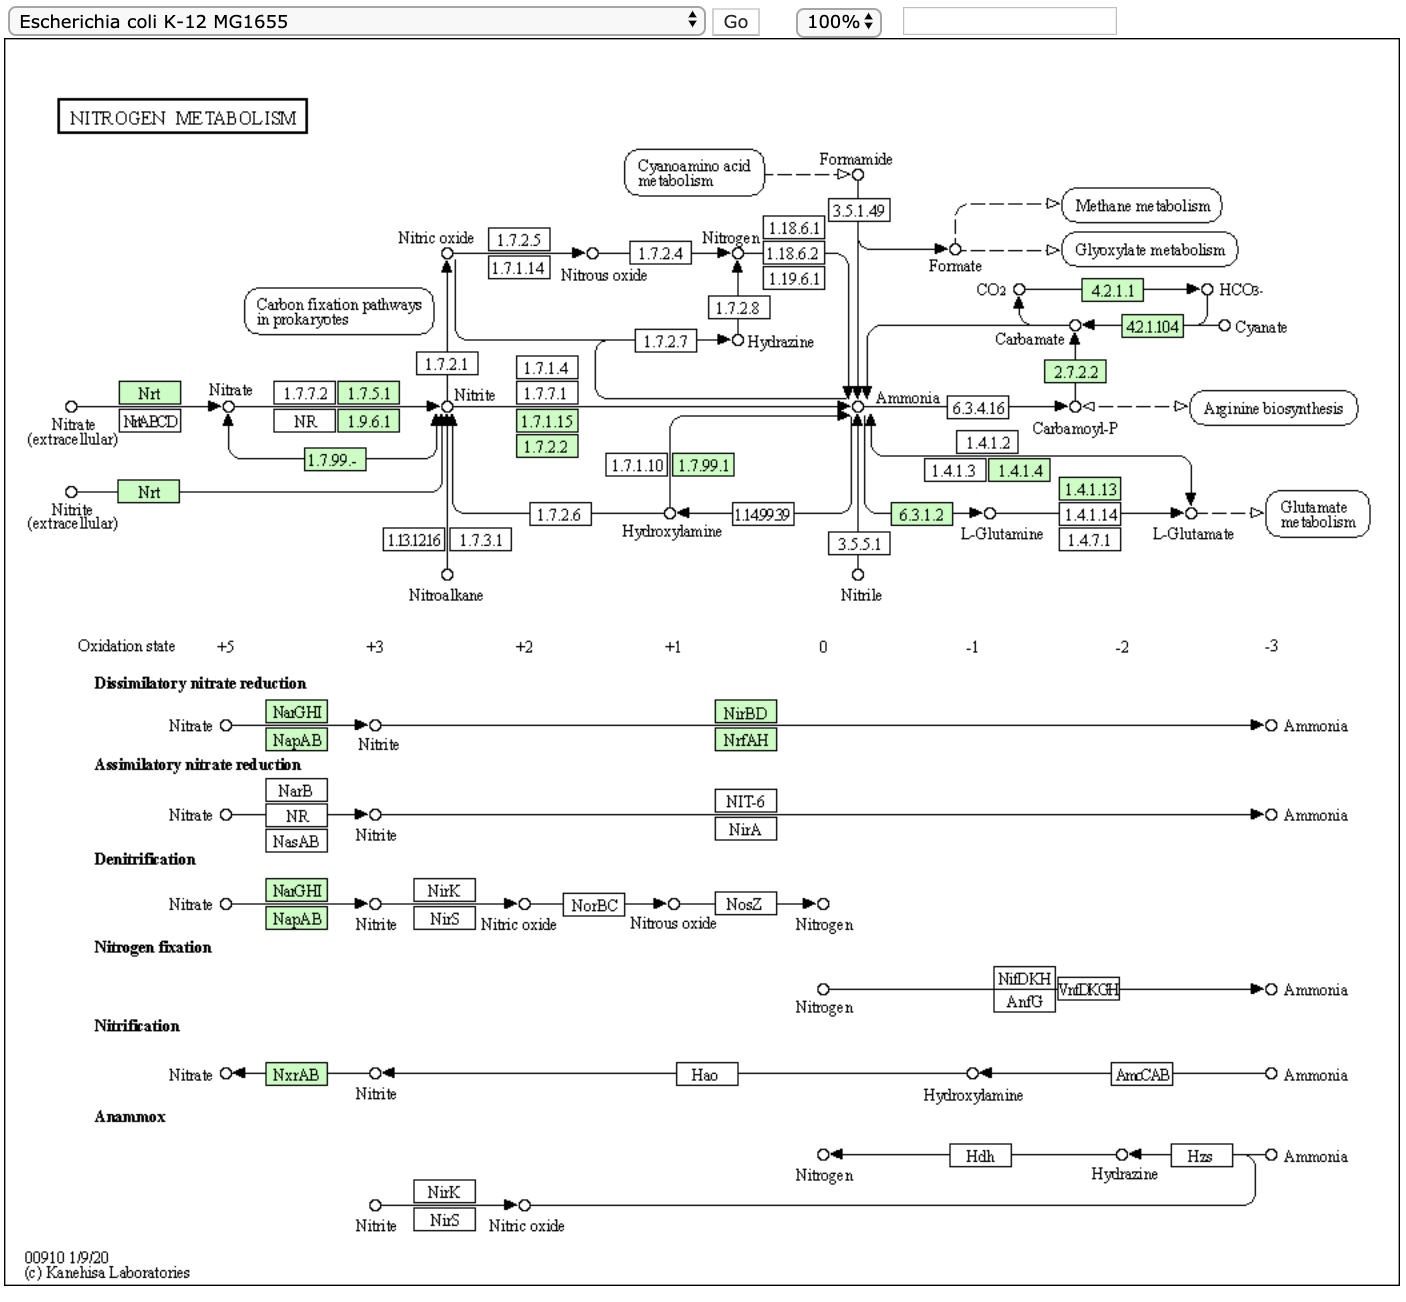 Escherichia coli K-12 MG1655
Go
100%
NITROGEN METABOLISM
Cyanoamino acid
metabolism
Formamide
3.5.1.49
Methane metabolism
Glyoxylate metabolism
Formate
Nitric oxide
1.7.2.5
1.7.1.14
Nitrous oxide
1.7.2.4
Nitrogen
1.18.6.1
1.18.6.2
1.19.6.1
CO2
4.2.1.1
HCO3-
Carbon fixation pathways
in prokaryotes
1.7.2.8
1.7.2.7
Hydrazine
Carbamate
4.2.1.104
Cyanate
1.7.2.1
1.7.1.4
1.7.7.1
2.7.2.2
Nrt
NrtABCD
Nitrate
(extracellular)
Nitrate
1.7.7.2
1.7.5.1
NR
1.9.6.1
Nitrite
1.7.1.15
1.7.2.2
Ammonia
6.3.4.16
Carbamoyl-P
Arginine biosynthesis
1.7.99.-
1.7.1.10
1.7.99.1
1.4.1.2
1.4.1.3
1.4.1.4
Nrt
Nitrite
(extracellular)
1.7.2.6
Hydroxylamine
1.14.99.39
6.3.1.2
L-Glutamine
1.4.1.13
1.4.1.14
1.4.7.1
L-Glutamate
Glutamate
metabolism
1.13.12.16
1.7.3.1
3.5.5.1
Nitroalkane
Nitrile
Oxidation state +5 +3 +2 +1 0 -1 -2 -3
Dissimilatory nitrate reduction
NarGHI
NirBD
Nitrate
Nitrite
Ammonia
NapAB
NrfAH
Assimilatory nitrate reduction
NarB
NR
NasAB
NIT-6
NirA
Nitrate
Nitrite
Ammonia
Denitrification
NarGHI
NapAB
NirK
NirS
NorBC
NosZ
Nitrate
Nitrite
Nitric oxide
Nitrous oxide
Nitrogen
Nitrogen fixation
NifDKH
AnfG
VnfDKGH
Nitrogen
Ammonia
Nitrification
Nitrate
NxrAB
Nitrite
Hao
Hydroxylamine
AmoCAB
Ammonia
Anammox
Nitrogen
Hdh
Hydrazine
Hzs
Ammonia
NirK
NirS
Nitrite
Nitric oxide
00910 1/9/20
(c) Kanehisa Laboratories